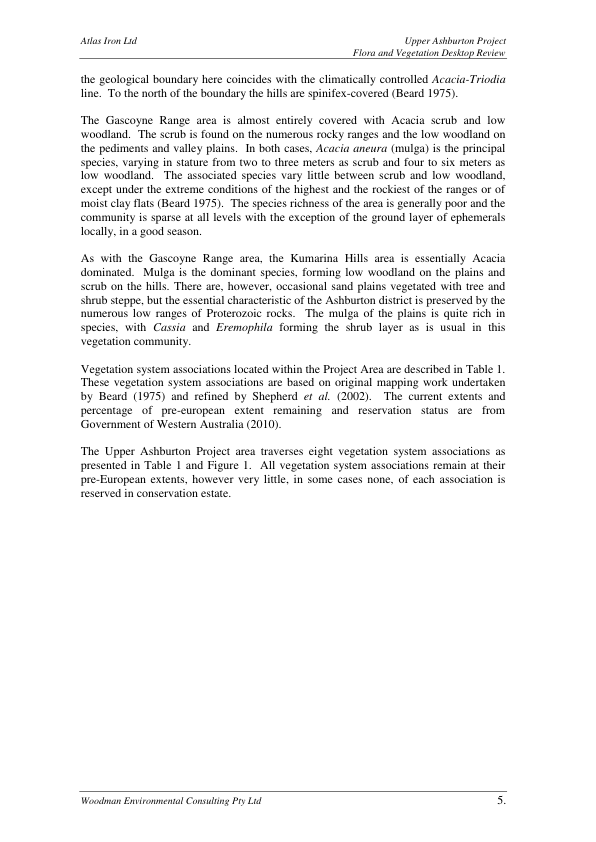 Atlas Iron Ltd
Upper Ashburton Project
Flora and Vegetation Desktop Review
the geological boundary here coincides with the climatically controlled Acacia-Triodia
line.  To the north of the boundary the hills are spinifex-covered (Beard 1975).
The Gascoyne Range area is almost entirely covered with Acacia scrub and low
woodland.  The scrub is found on the numerous rocky ranges and the low woodland on
the pediments and valley plains.  In both cases, Acacia aneura (mulga) is the principal
species, varying in stature from two to three meters as scrub and four to six meters as
low woodland.  The associated species vary little between scrub and low woodland,
except under the extreme conditions of the highest and the rockiest of the ranges or of
moist clay flats (Beard 1975).  The species richness of the area is generally poor and the
community is sparse at all levels with the exception of the ground layer of ephemerals
locally, in a good season.
As with the Gascoyne Range area, the Kumarina Hills area is essentially Acacia
dominated.  Mulga is the dominant species, forming low woodland on the plains and
scrub on the hills. There are, however, occasional sand plains vegetated with tree and
shrub steppe, but the essential characteristic of the Ashburton district is preserved by the
numerous low ranges of Proterozoic rocks.  The mulga of the plains is quite rich in
species, with Cassia and Eremophila forming the shrub layer as is usual in this
vegetation community.
Vegetation system associations located within the Project Area are described in Table 1.
These vegetation system associations are based on original mapping work undertaken
by Beard (1975) and refined by Shepherd et al. (2002).  The current extents and
percentage of pre-european extent remaining and reservation status are from
Government of Western Australia (2010).
The Upper Ashburton Project area traverses eight vegetation system associations as
presented in Table 1 and Figure 1.  All vegetation system associations remain at their
pre-European extents, however very little, in some cases none, of each association is
reserved in conservation estate.
Woodman Environmental Consulting Pty Ltd
5.